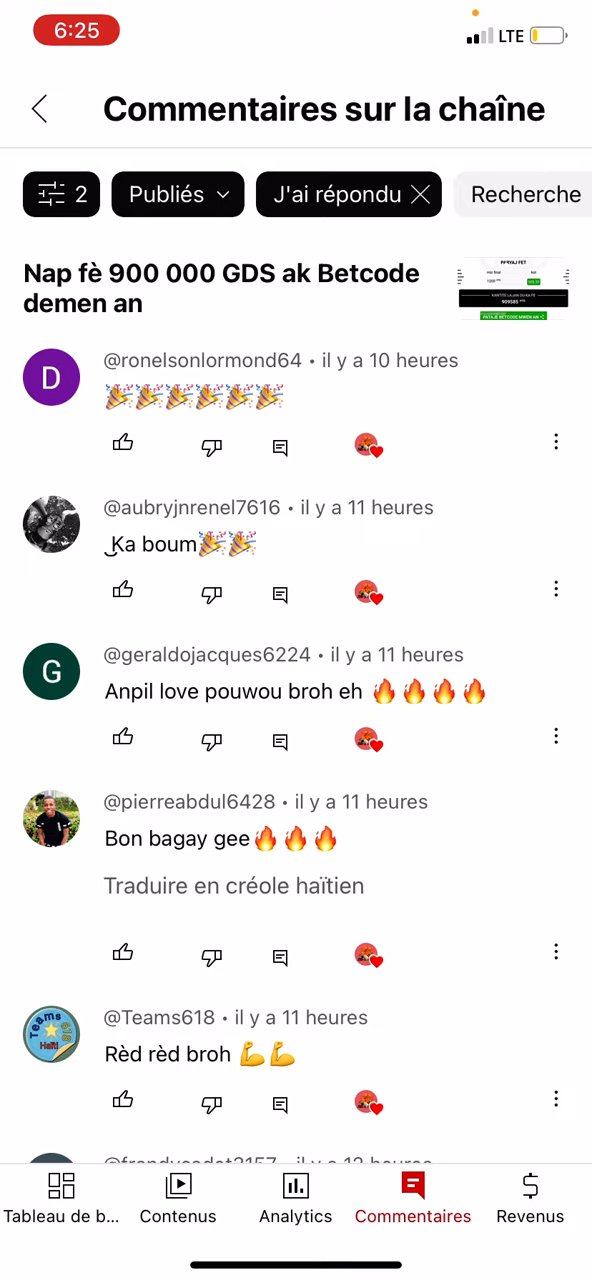 6:25
LTE
Commentaires sur la chaîne
2
Publiés
J'ai répondu
Recherche
Nap fè 900 000 GDS ak Betcode
demen an
D
@ronelsonlormond64 • il y a 10 heures
🎉🎉🎉🎉🎉🎉
@aubryjnrenel7616 • il y a 11 heures
ٜKa boum🎉🎉
G
@geraldojacques6224 • il y a 11 heures
Anpil love pouwou broh eh 🔥🔥🔥🔥
@pierreabdul6428 • il y a 11 heures
Bon bagay gee🔥🔥🔥
Traduire en créole haïtien
Teams
618
Haïti
@Teams618 • il y a 11 heures
Rèd rèd broh 💪💪
Tableau de b...
Contenus
Analytics
Commentaires
Revenus